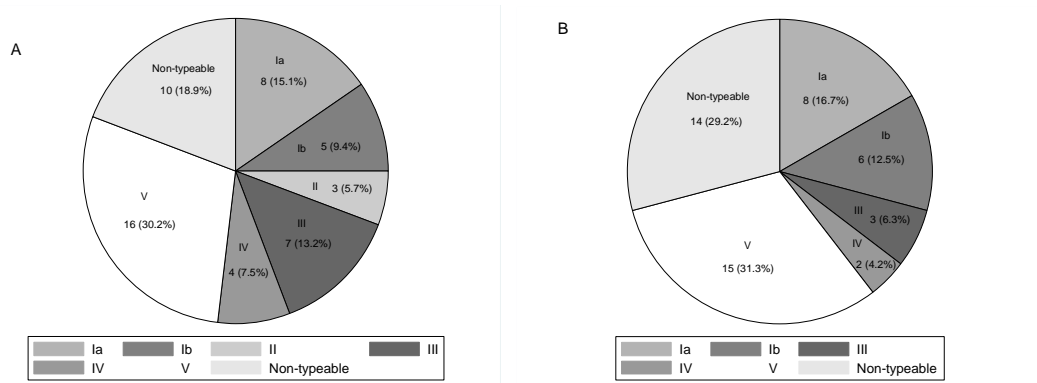 A
Non-typeable
10 (18.9%)
Ia
8 (15.1%)
Ib 5 (9.4%)
II 3 (5.7%)
III
7 (13.2%)
IV
4 (7.5%)
V
16 (30.2%)
Ia Ib II III
IV V Non-typeable
B
Non-typeable
14 (29.2%)
Ia
8 (16.7%)
Ib
6 (12.5%)
III 3 (6.3%)
IV
2 (4.2%)
V
15 (31.3%)
Ia Ib III
IV V Non-typeable